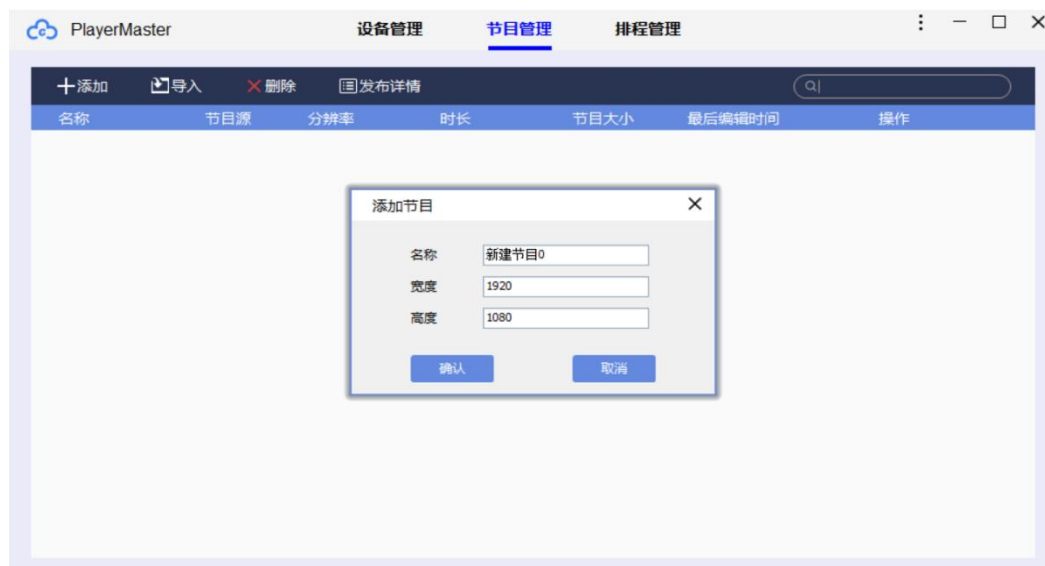 PlayerMaster 设备管理 节目管理 排程管理
添加 导入 删除 发布详情
名称 节目源 分辨率 时长 节目大小 最后编辑时间 操作
添加节目
名称 新建节目0
宽度 1920
高度 1080
确认 取消